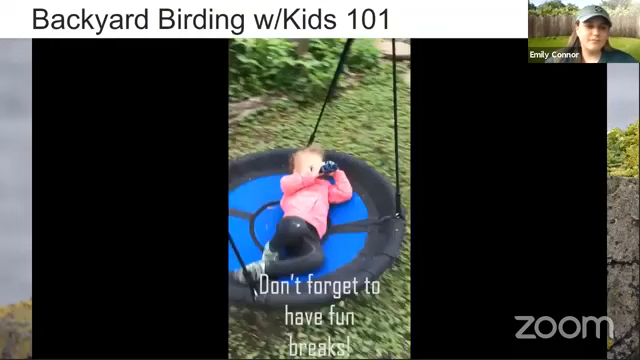 Backyard Birding w/Kids 101
Emily Connor
Don't forget to
have fun
breaks!
zoom